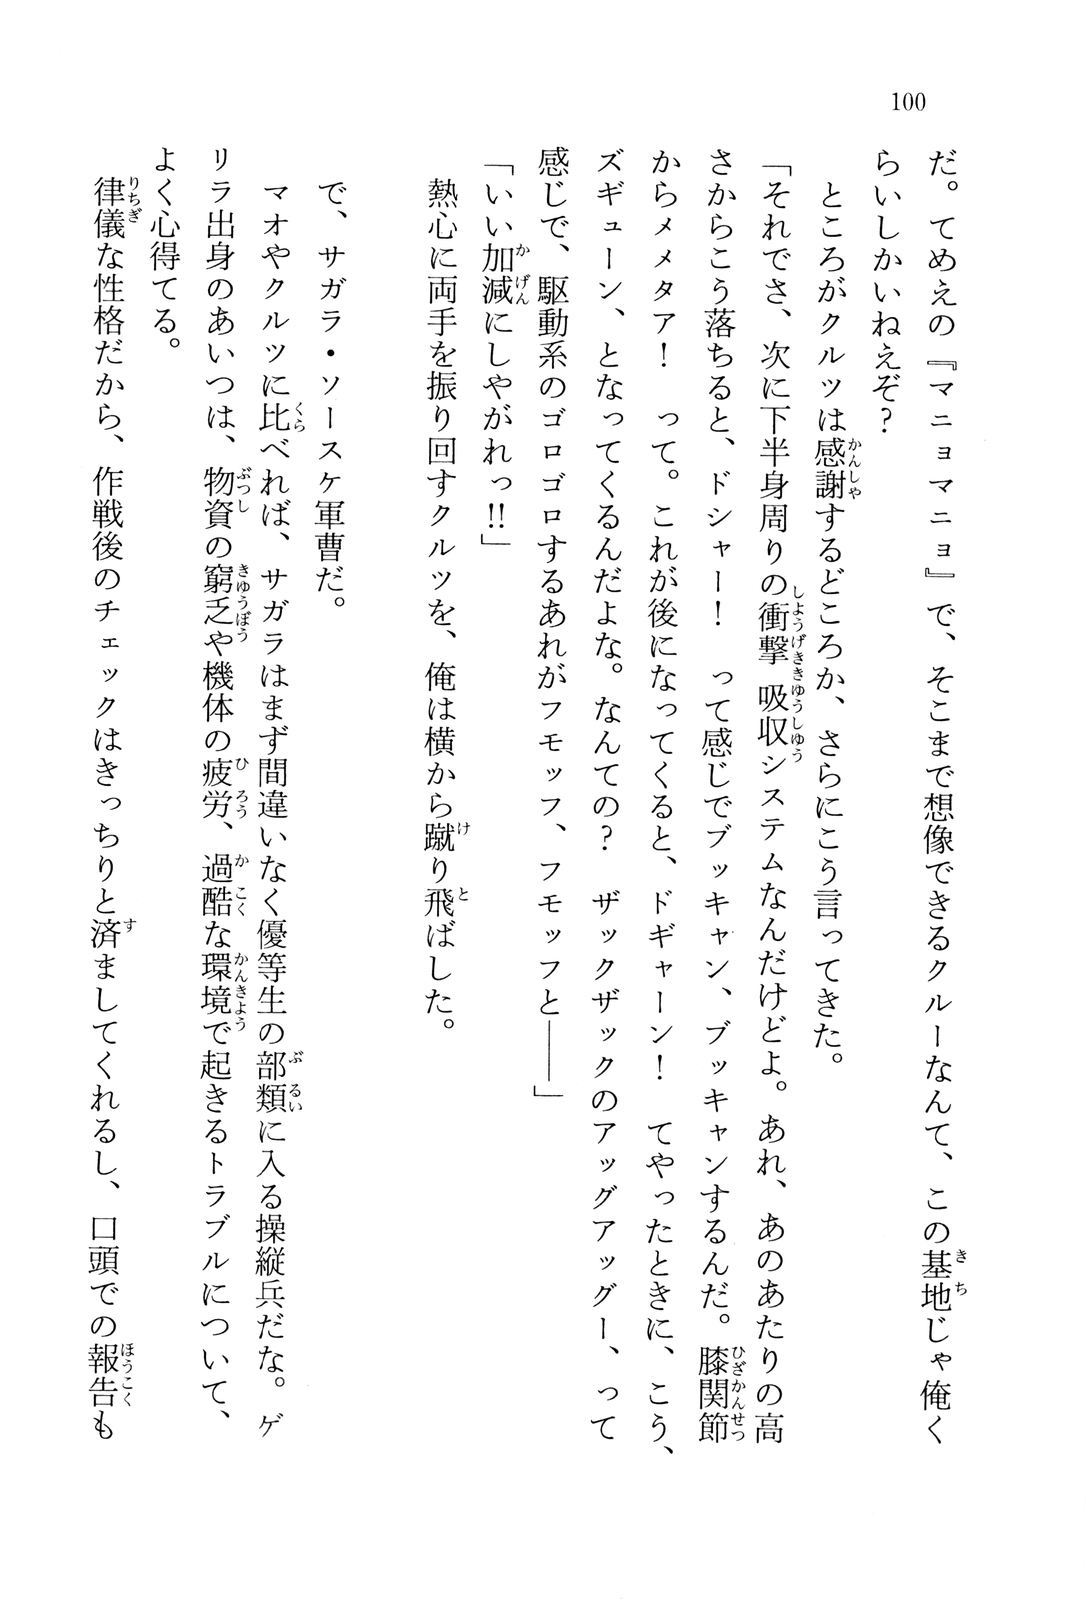 100
だ。てめえの『マニョマニョ』で、そこまで想像できるクルーなんて、この基地じゃ俺く
らいしかいねえぞ?
ところがクルツは感謝するどころか、さらにこう言ってきた。
「それでさ、次に下半身周りの衝撃吸収システムなんだけどよ。あれ、あのあたりの高
さからこう落ちると、ドシャー! って感じでブッキャン、ブッキャンするんだ。膝関節
からメメタア! って。これが後になってくると、ドギャーン! てやったときに、こう、
ズギューン、となってくるんだよな。なんての? ザックザックのアッグアッグー、って
感じで、駆動系のゴロゴロするあれがフモッフ、フモッフと――」
「いい加減にしやがれっ!!」
熱心に両手を振り回すクルツを、俺は横から蹴り飛ばした。
で、サガラ・ソースケ軍曹だ。
マオやクルツに比べれば、サガラはまず間違いなく優等生の部類に入る操縦兵だな。ゲ
リラ出身のあいつは、物資の窮乏や機体の疲労、過酷な環境で起きるトラブルについて、
よく心得てる。
律儀な性格だから、作戦後のチェックはきっちりと済ましてくれるし、口頭での報告も